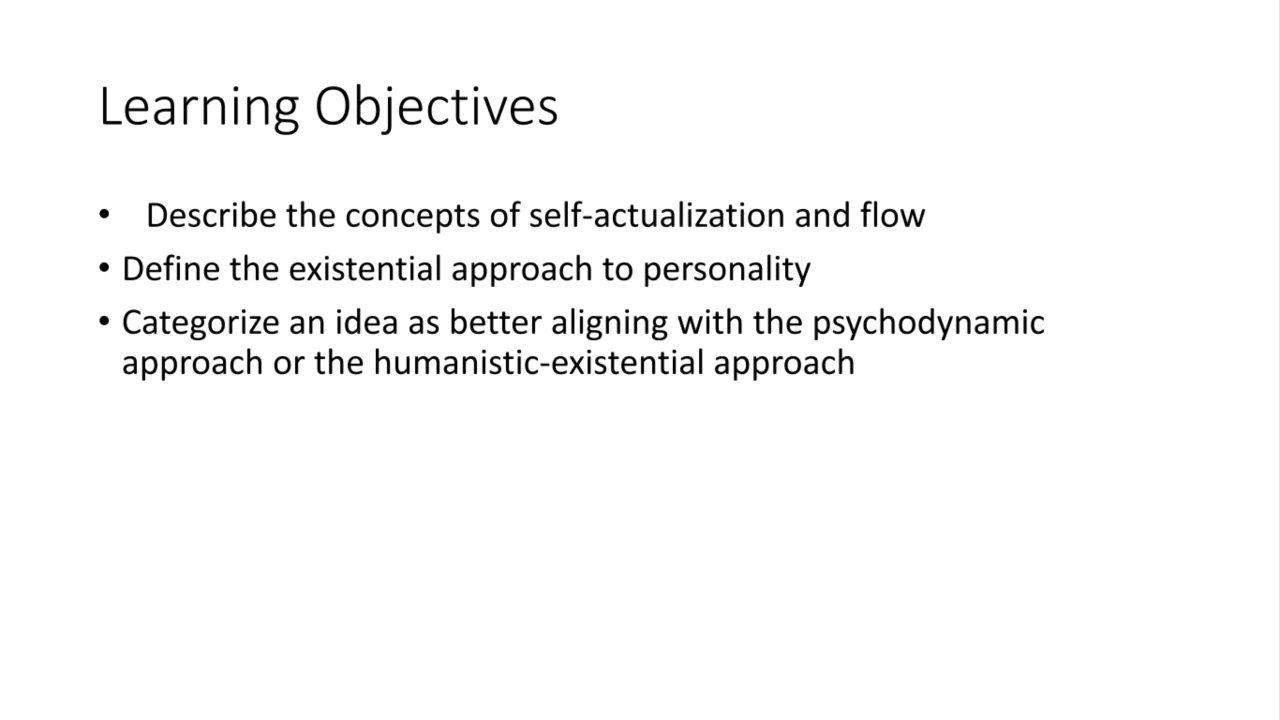 Learning Objectives
• Describe the concepts of self-actualization and flow
• Define the existential approach to personality
• Categorize an idea as better aligning with the psychodynamic
approach or the humanistic-existential approach